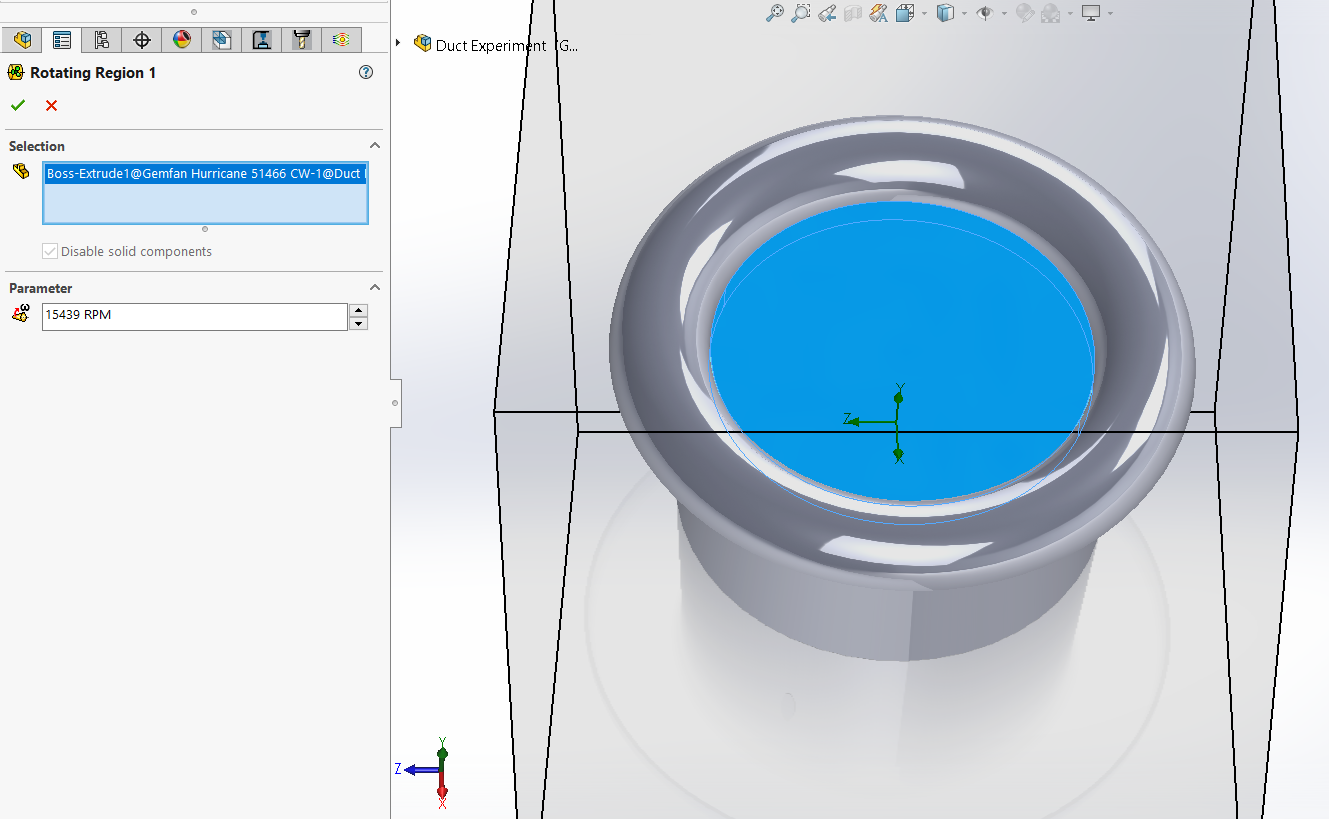 Duct Experiment (G...
Rotating Region 1
Selection
Boss-Extrude1@Gemfan Hurricane 51466 CW-1@Duct
Disable solid components
Parameter
15439 RPM
Y
Z
X
Y
Z
X